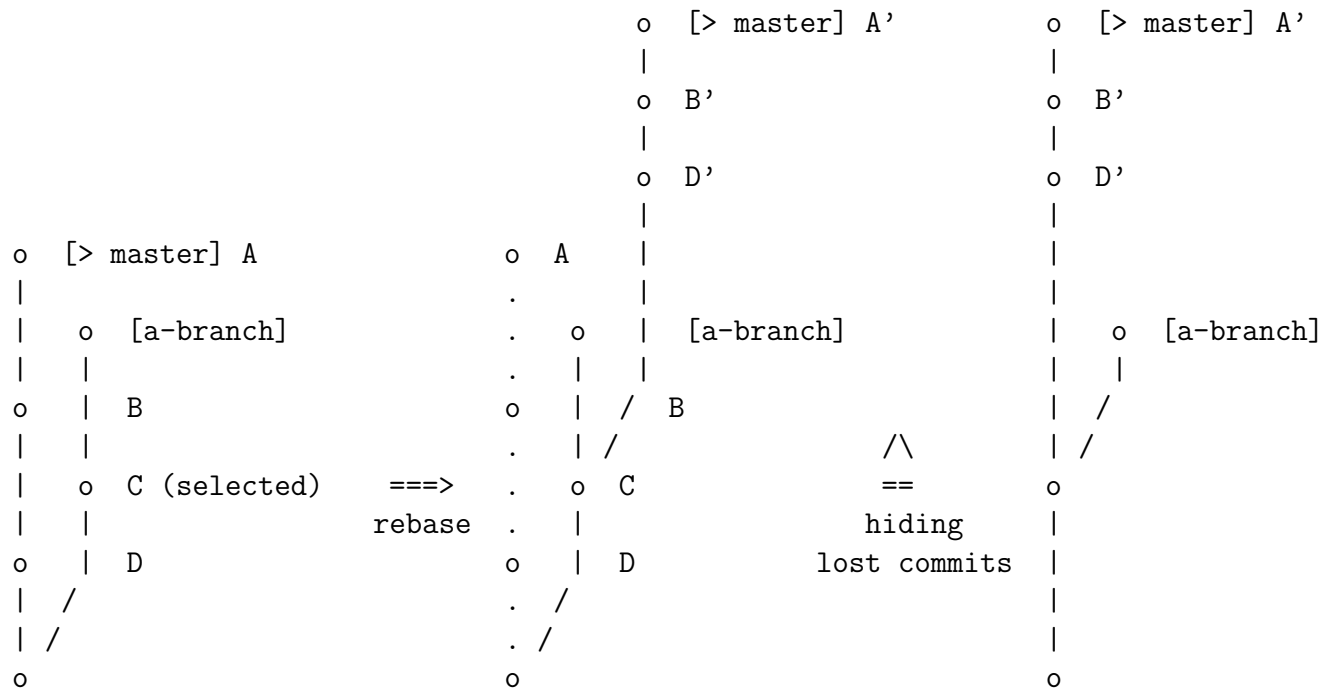 o [> master] A’ o [> master] A’
| |
o B’ o B’
| |
o D’ o D’
| |
o [> master] A o A | |
| . | |
| o [a-branch] . o | [a-branch] | o [a-branch]
| | . | | | |
o | B o | / B | /
| | . | / /\ | /
| o C (selected) ===> . o C == o
| | rebase . | hiding |
o | D o | D lost commits |
| / . / |
| / . / |
o o o